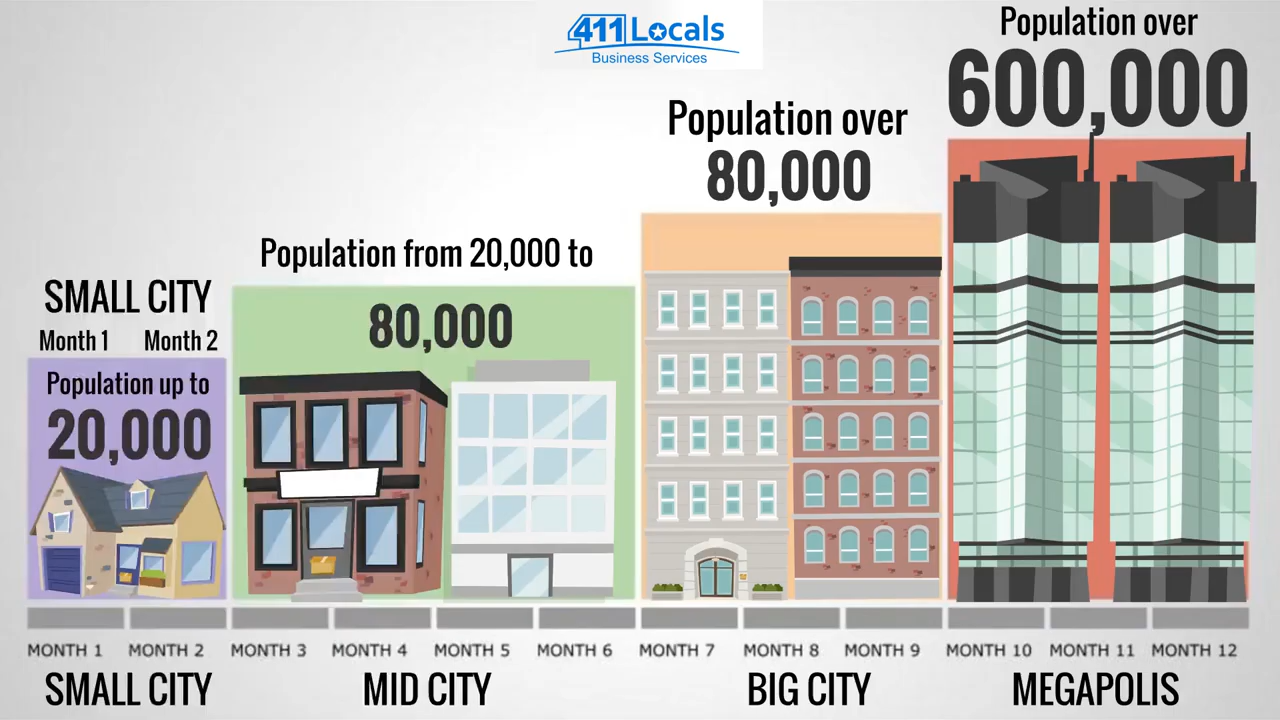 411 Locals
Business Services
SMALL CITY
Month 1 Month 2
Population up to
20,000
Population from 20,000 to
80,000
Population over
80,000
Population over
600,000
MONTH 1 MONTH 2 MONTH 3 MONTH 4 MONTH 5 MONTH 6 MONTH 7 MONTH 8 MONTH 9 MONTH 10 MONTH 11 MONTH 12
SMALL CITY MID CITY BIG CITY MEGAPOLIS